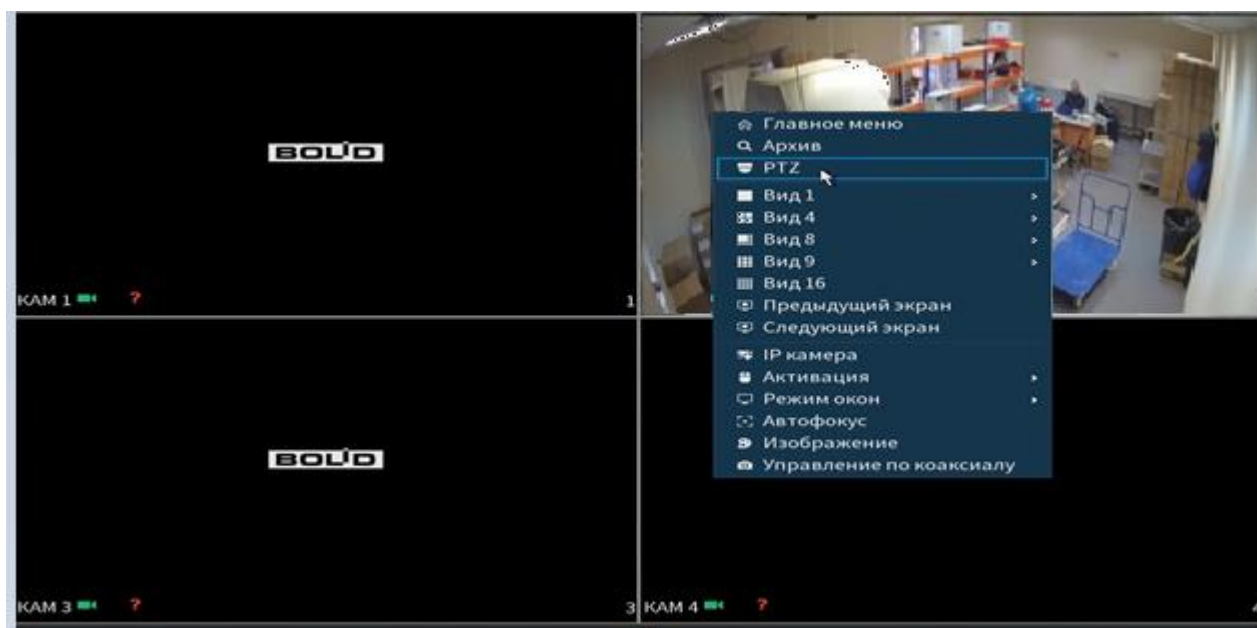 BOLID
КАМ 1 ? 1
Главное меню
Архив
PTZ
Вид 1
Вид 4
Вид 8
Вид 9
Вид 16
Предыдущий экран
Следующий экран
IP камера
Активация
Режим окон
Автофокус
Изображение
Управление по коаксиалу
BOLID
КАМ 3 ? 3
КАМ 4 ? 4